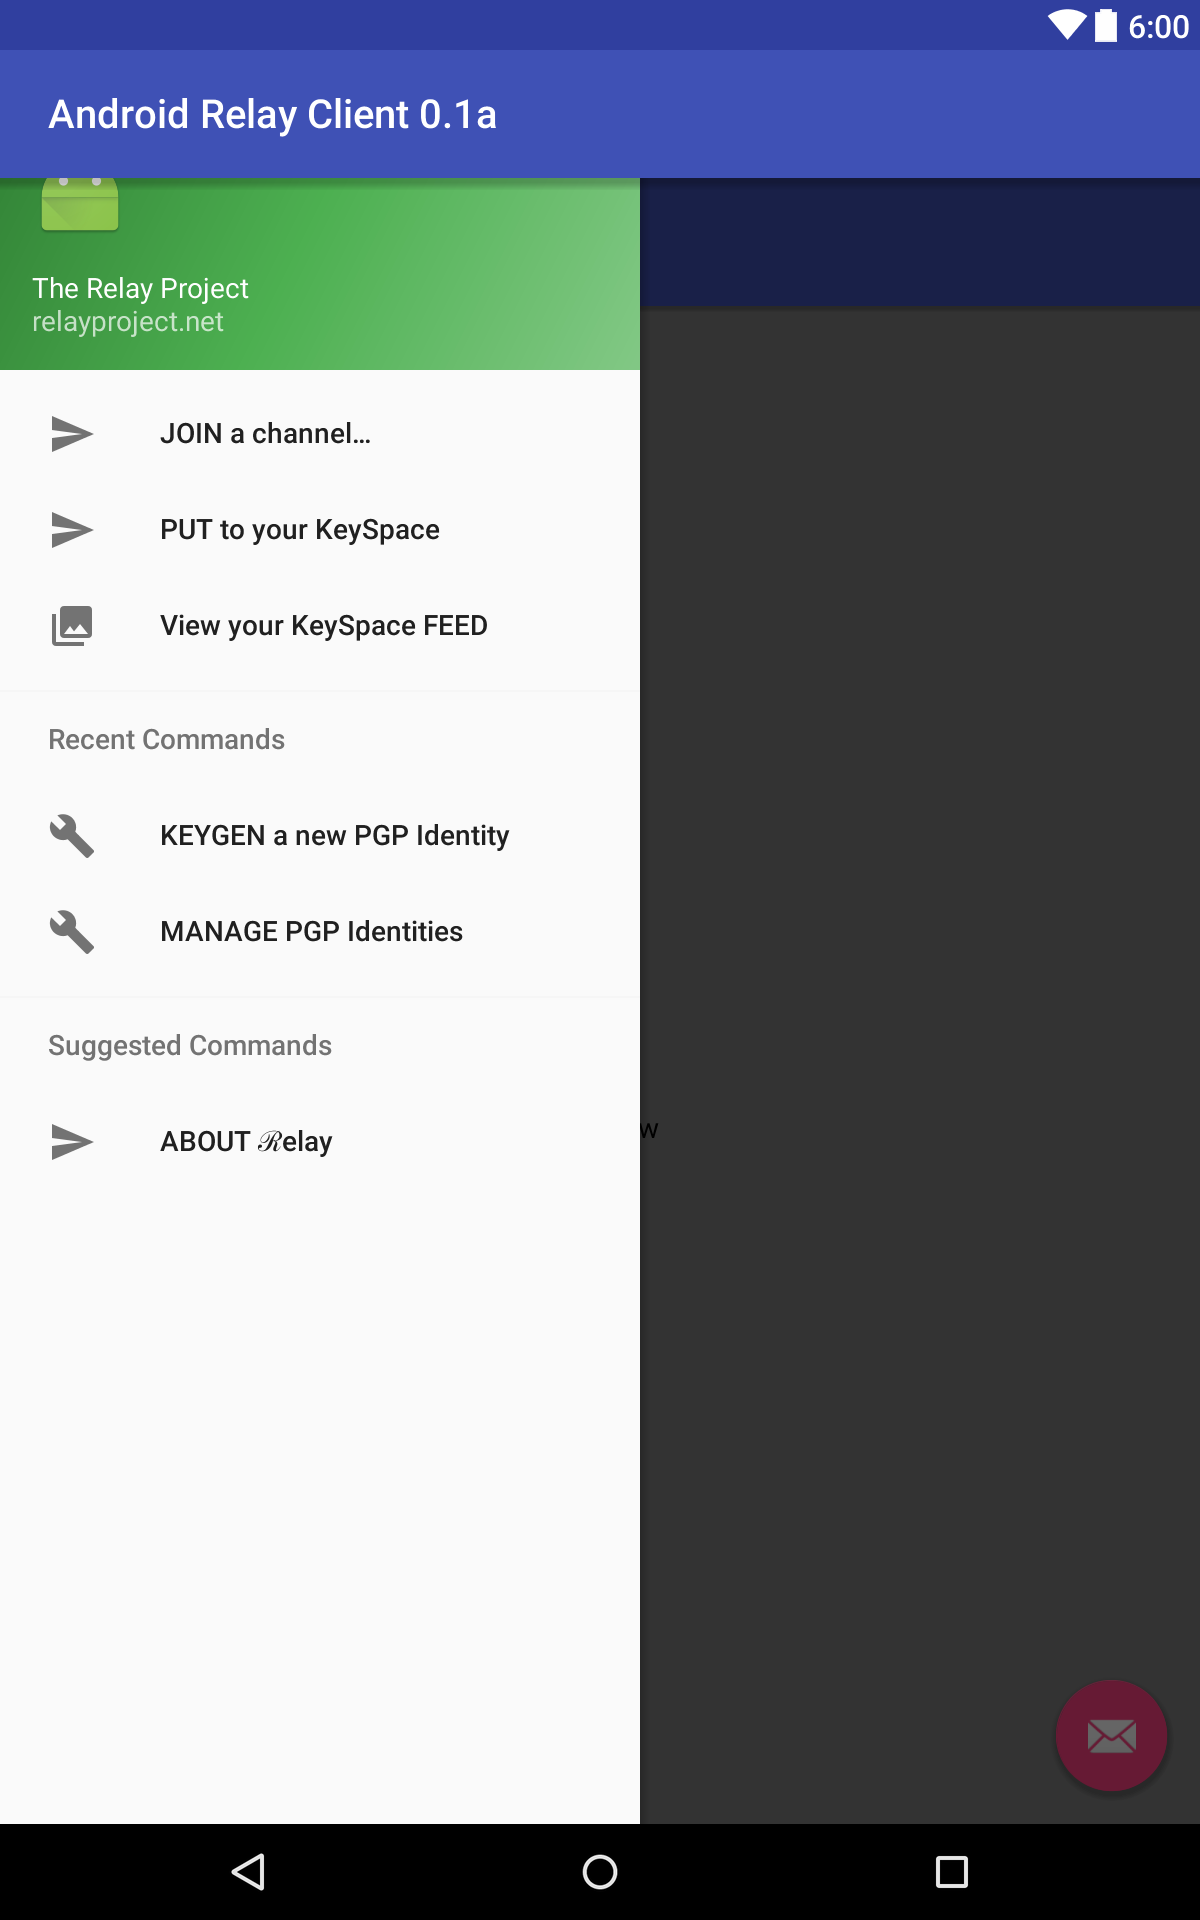 6:00
Android Relay Client 0.1a
The Relay Project
relayproject.net
JOIN a channel...
PUT to your KeySpace
View your KeySpace FEED
Recent Commands
KEYGEN a new PGP Identity
MANAGE PGP Identities
Suggested Commands
w
ABOUT ℛelay